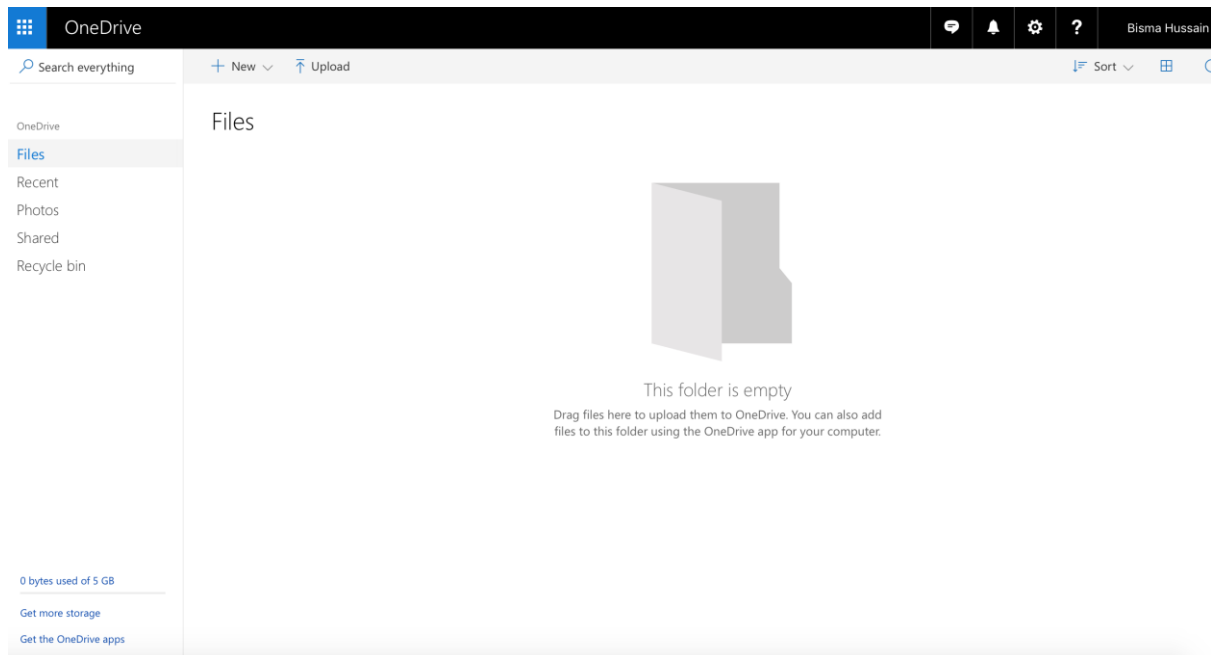 OneDrive
?
Bisma Hussain
Search everything
New
Upload
Sort
OneDrive
Files
Recent
Photos
Shared
Recycle bin
Files
This folder is empty
Drag files here to upload them to OneDrive. You can also add
files to this folder using the OneDrive app for your computer.
0 bytes used of 5 GB
Get more storage
Get the OneDrive apps